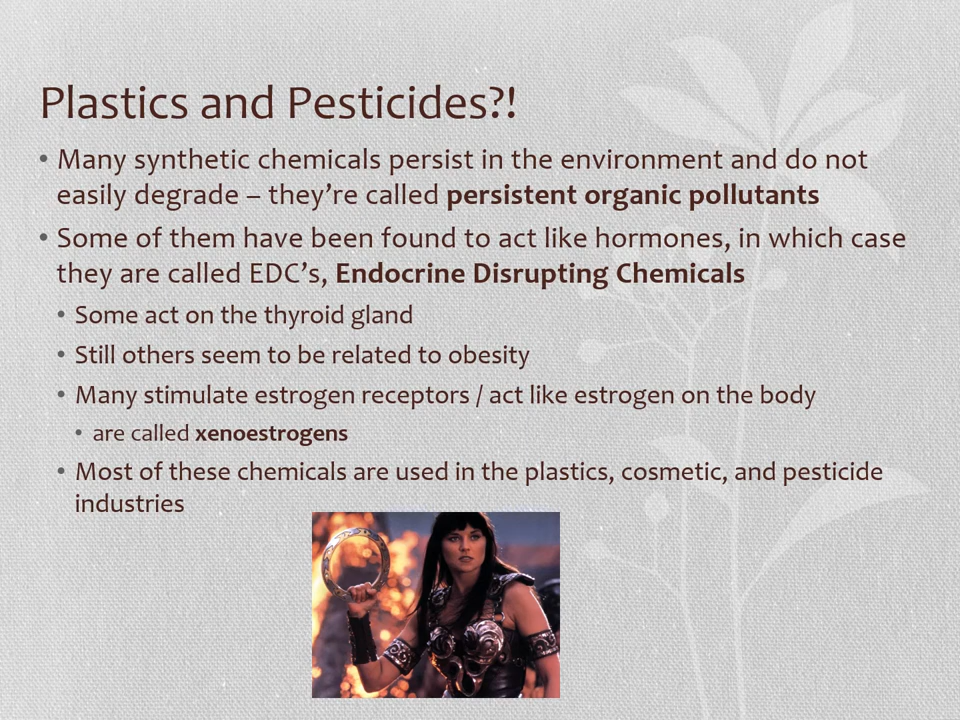 Plastics and Pesticides?!
• Many synthetic chemicals persist in the environment and do not
easily degrade – they're called persistent organic pollutants
• Some of them have been found to act like hormones, in which case
they are called EDC's, Endocrine Disrupting Chemicals
• Some act on the thyroid gland
• Still others seem to be related to obesity
• Many stimulate estrogen receptors / act like estrogen on the body
• are called xenoestrogens
• Most of these chemicals are used in the plastics, cosmetic, and pesticide
industries